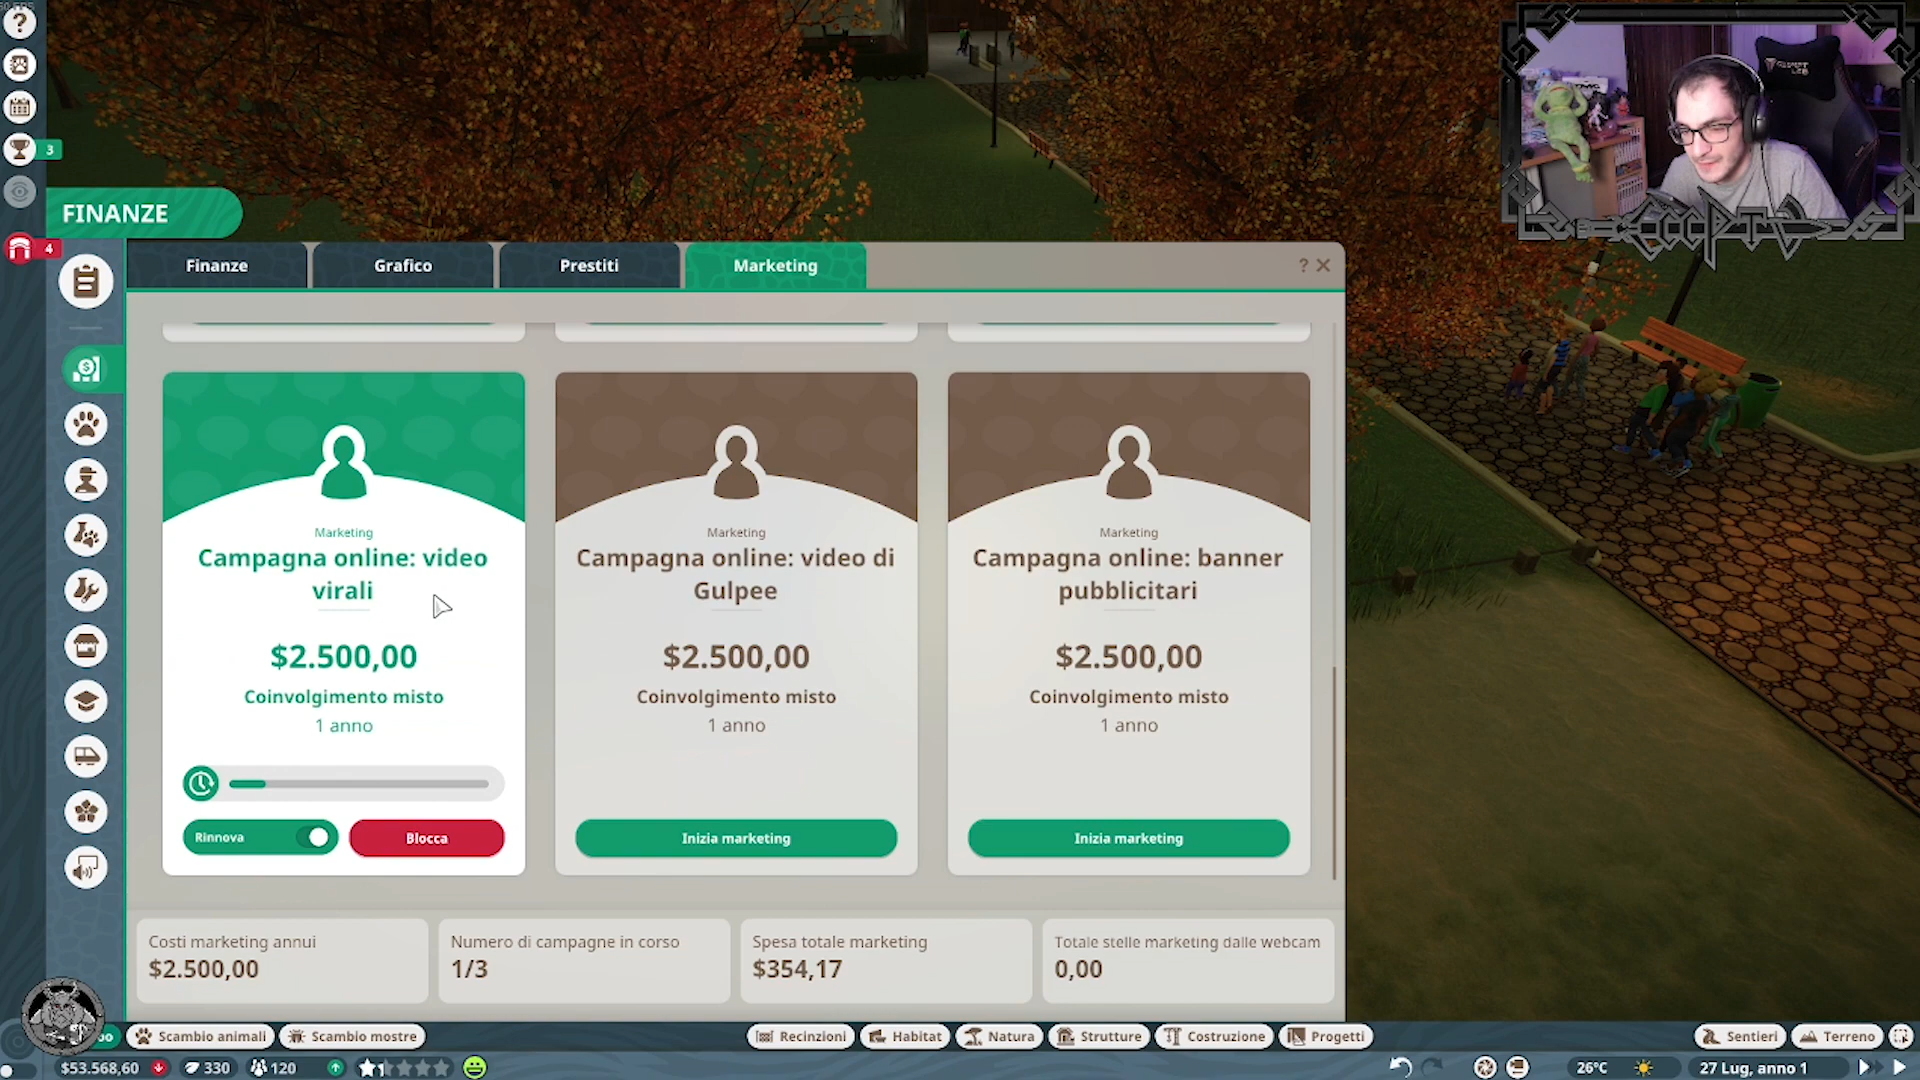 3
FINANZE
4
Finanze
Grafico
Prestiti
Marketing
?
Marketing
Campagna online: video
virali
$2.500,00
Coinvolgimento misto
1 anno
Rinnova
Blocca
Marketing
Campagna online: video di
Gulpee
$2.500,00
Coinvolgimento misto
1 anno
Inizia marketing
Marketing
Campagna online: banner
pubblicitari
$2.500,00
Coinvolgimento misto
1 anno
Inizia marketing
Costi marketing annui
$2.500,00
Numero di campagne in corso
1/3
Spesa totale marketing
$354,17
Totale stelle marketing dalle webcam
0,00
Scambio animali
Scambio mostre
Recinzioni
Habitat
Natura
Strutture
Costruzione
Progetti
Sentieri
Terreno
$53.568,60
330
120
26°C
27 Lug, anno 1